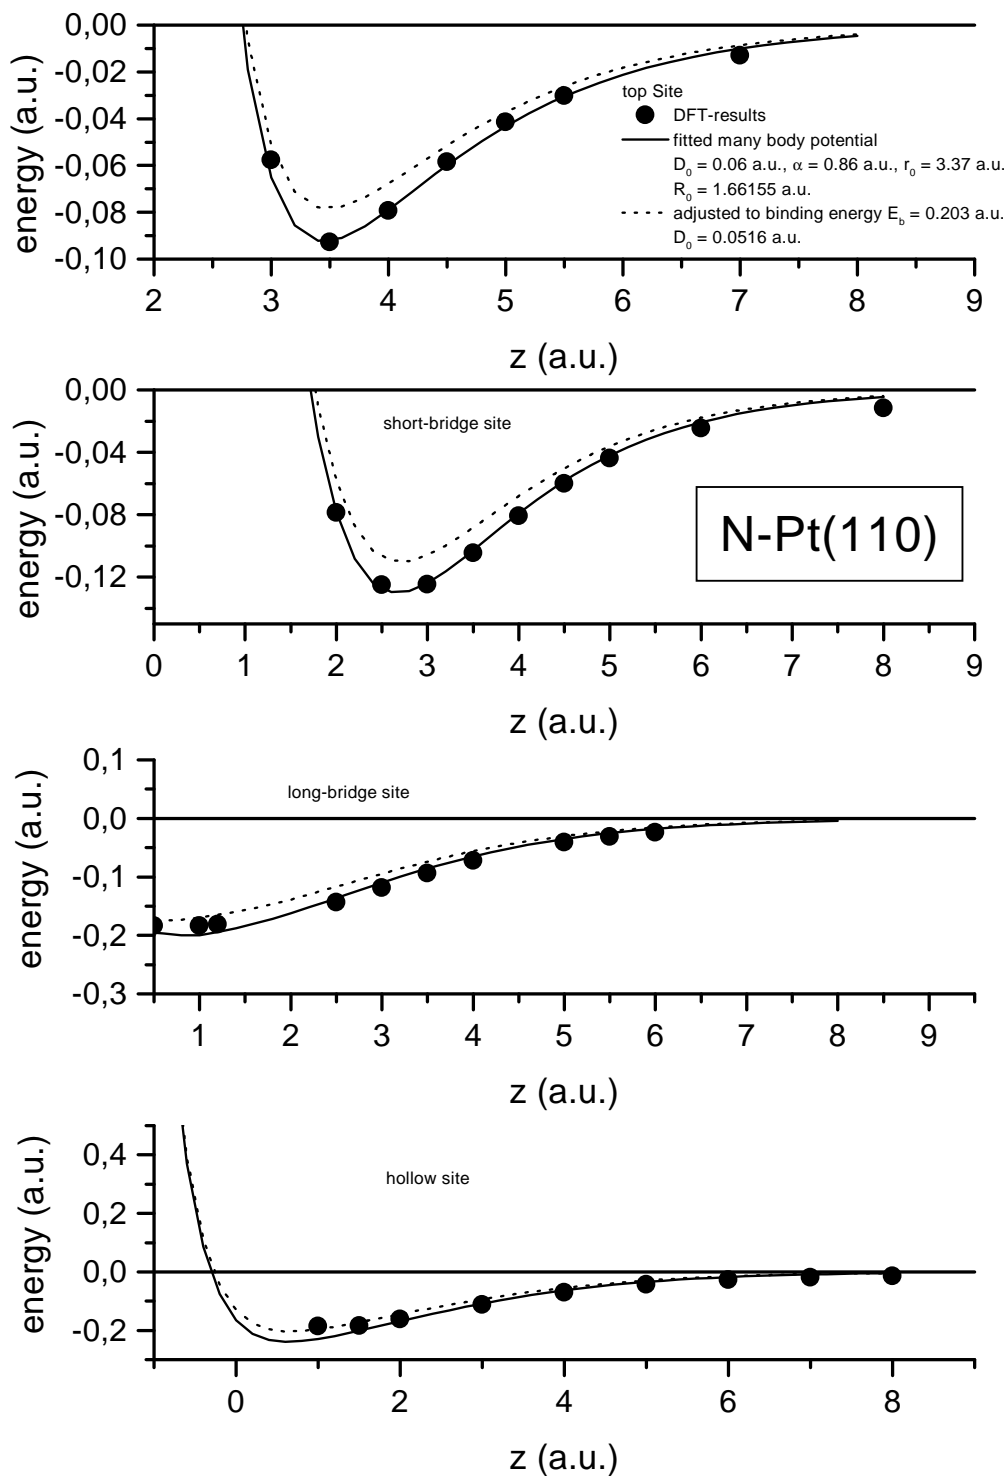 0,00
-0,02
-0,04
-0,06
-0,08
-0,10
energy (a.u.)
top Site
DFT-results
fitted many body potential
D0 = 0.06 a.u., α = 0.86 a.u., r0 = 3.37 a.u.
R0 = 1.66155 a.u.
adjusted to binding energy Eb = 0.203 a.u.
D0 = 0.0516 a.u.
2 3 4 5 6 7 8 9
z (a.u.)
0,00
-0,04
-0,08
-0,12
energy (a.u.)
short-bridge site
N-Pt(110)
0 1 2 3 4 5 6 7 8 9
z (a.u.)
0,1
0,0
-0,1
-0,2
-0,3
energy (a.u.)
long-bridge site
1 2 3 4 5 6 7 8 9
z (a.u.)
0,4
0,2
0,0
-0,2
energy (a.u.)
hollow site
0 2 4 6 8
z (a.u.)